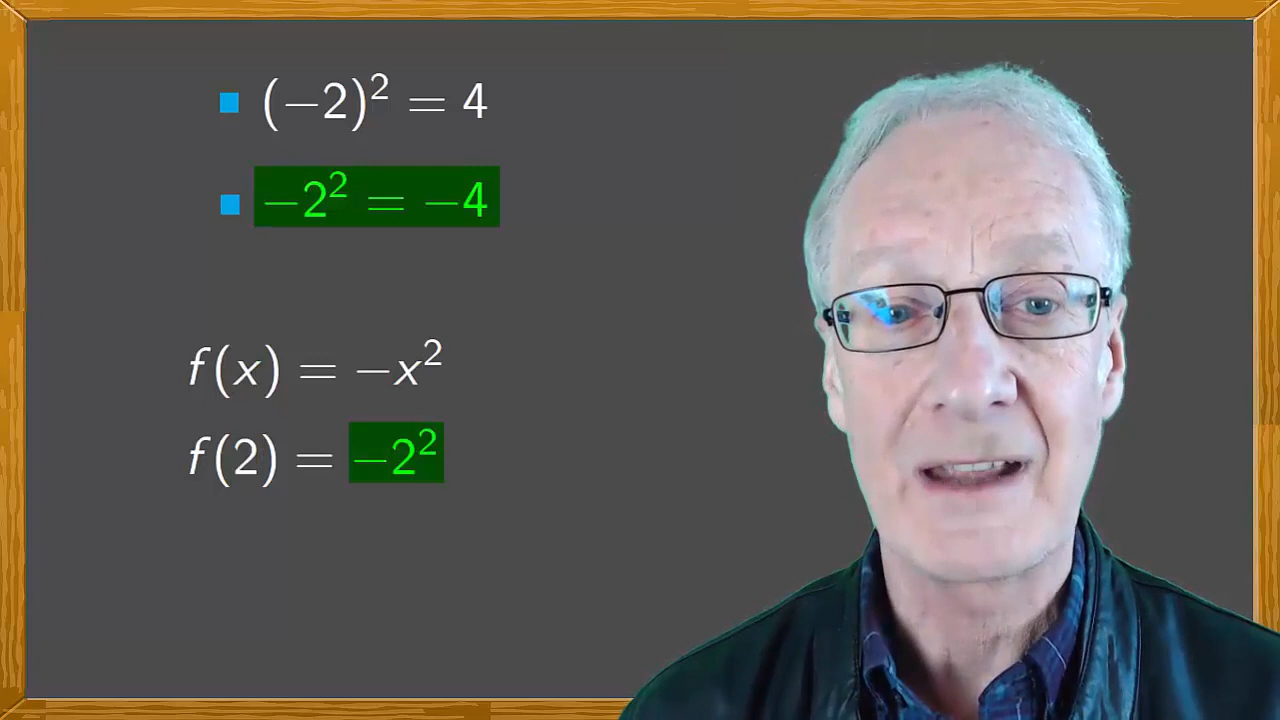 (−2)² = 4
−2² = −4
f(x) = −x²
f(2) = −2²